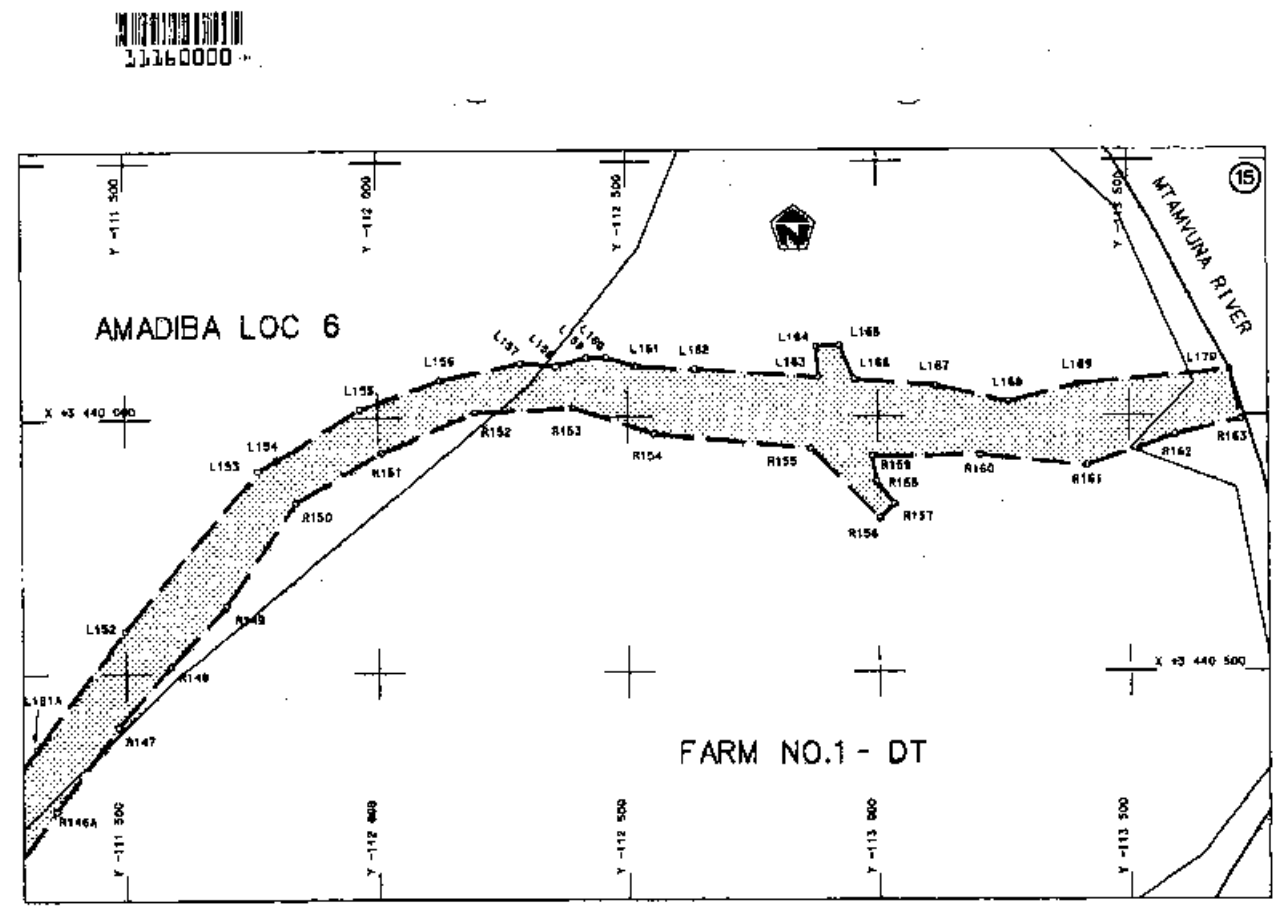 11160000
15
Y -111 500
Y -112 000
Y -112 500
Y -113 500
MTAMVUNA RIVER
N
AMADIBA LOC 6
L164
L165
L157
L160
L161
L162
L163
L166
L167
L168
L169
L170
L156
L155
X +3 440 000
R152
R153
R154
R155
R159
R158
R160
R161
R162
R163
L154
L153
R151
R150
R157
R156
R149
L152
R148
X +3 440 500
R147
FARM NO.1 - DT
R146A
Y -111 500
Y -112 000
Y -112 500
Y -113 000
Y -113 500